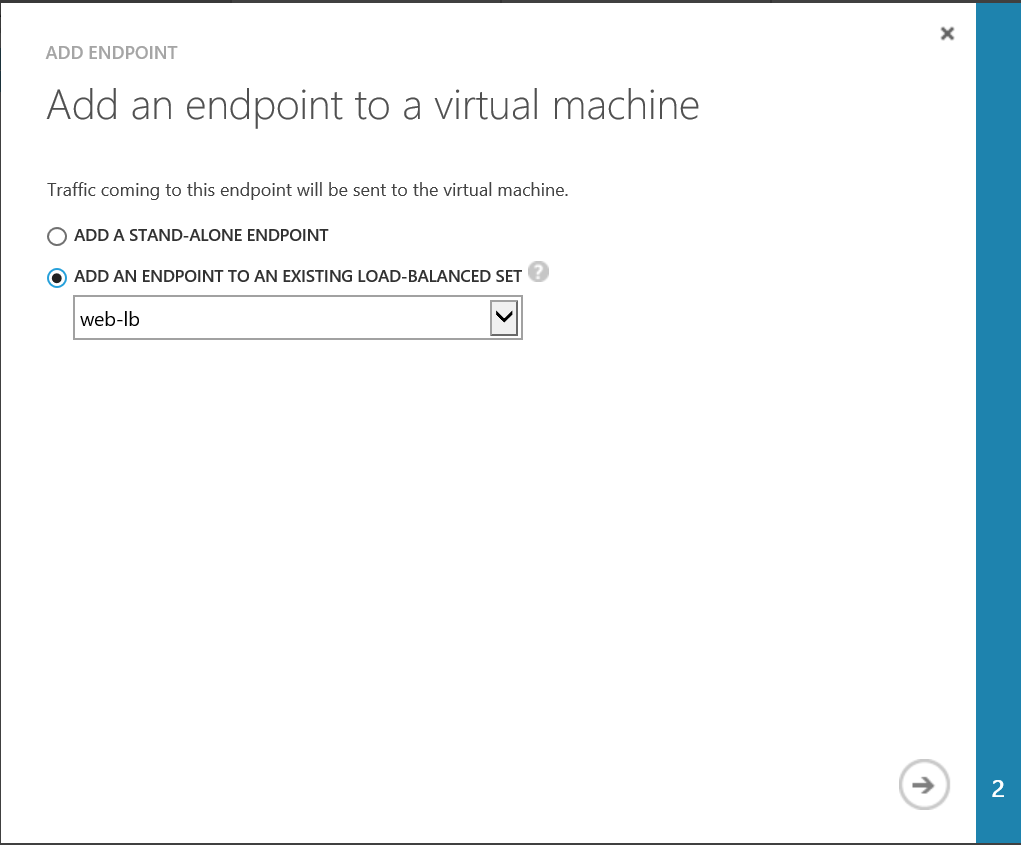 ADD ENDPOINT
Add an endpoint to a virtual machine
Traffic coming to this endpoint will be sent to the virtual machine.
ADD A STAND-ALONE ENDPOINT
ADD AN ENDPOINT TO AN EXISTING LOAD-BALANCED SET ?
web-lb
2